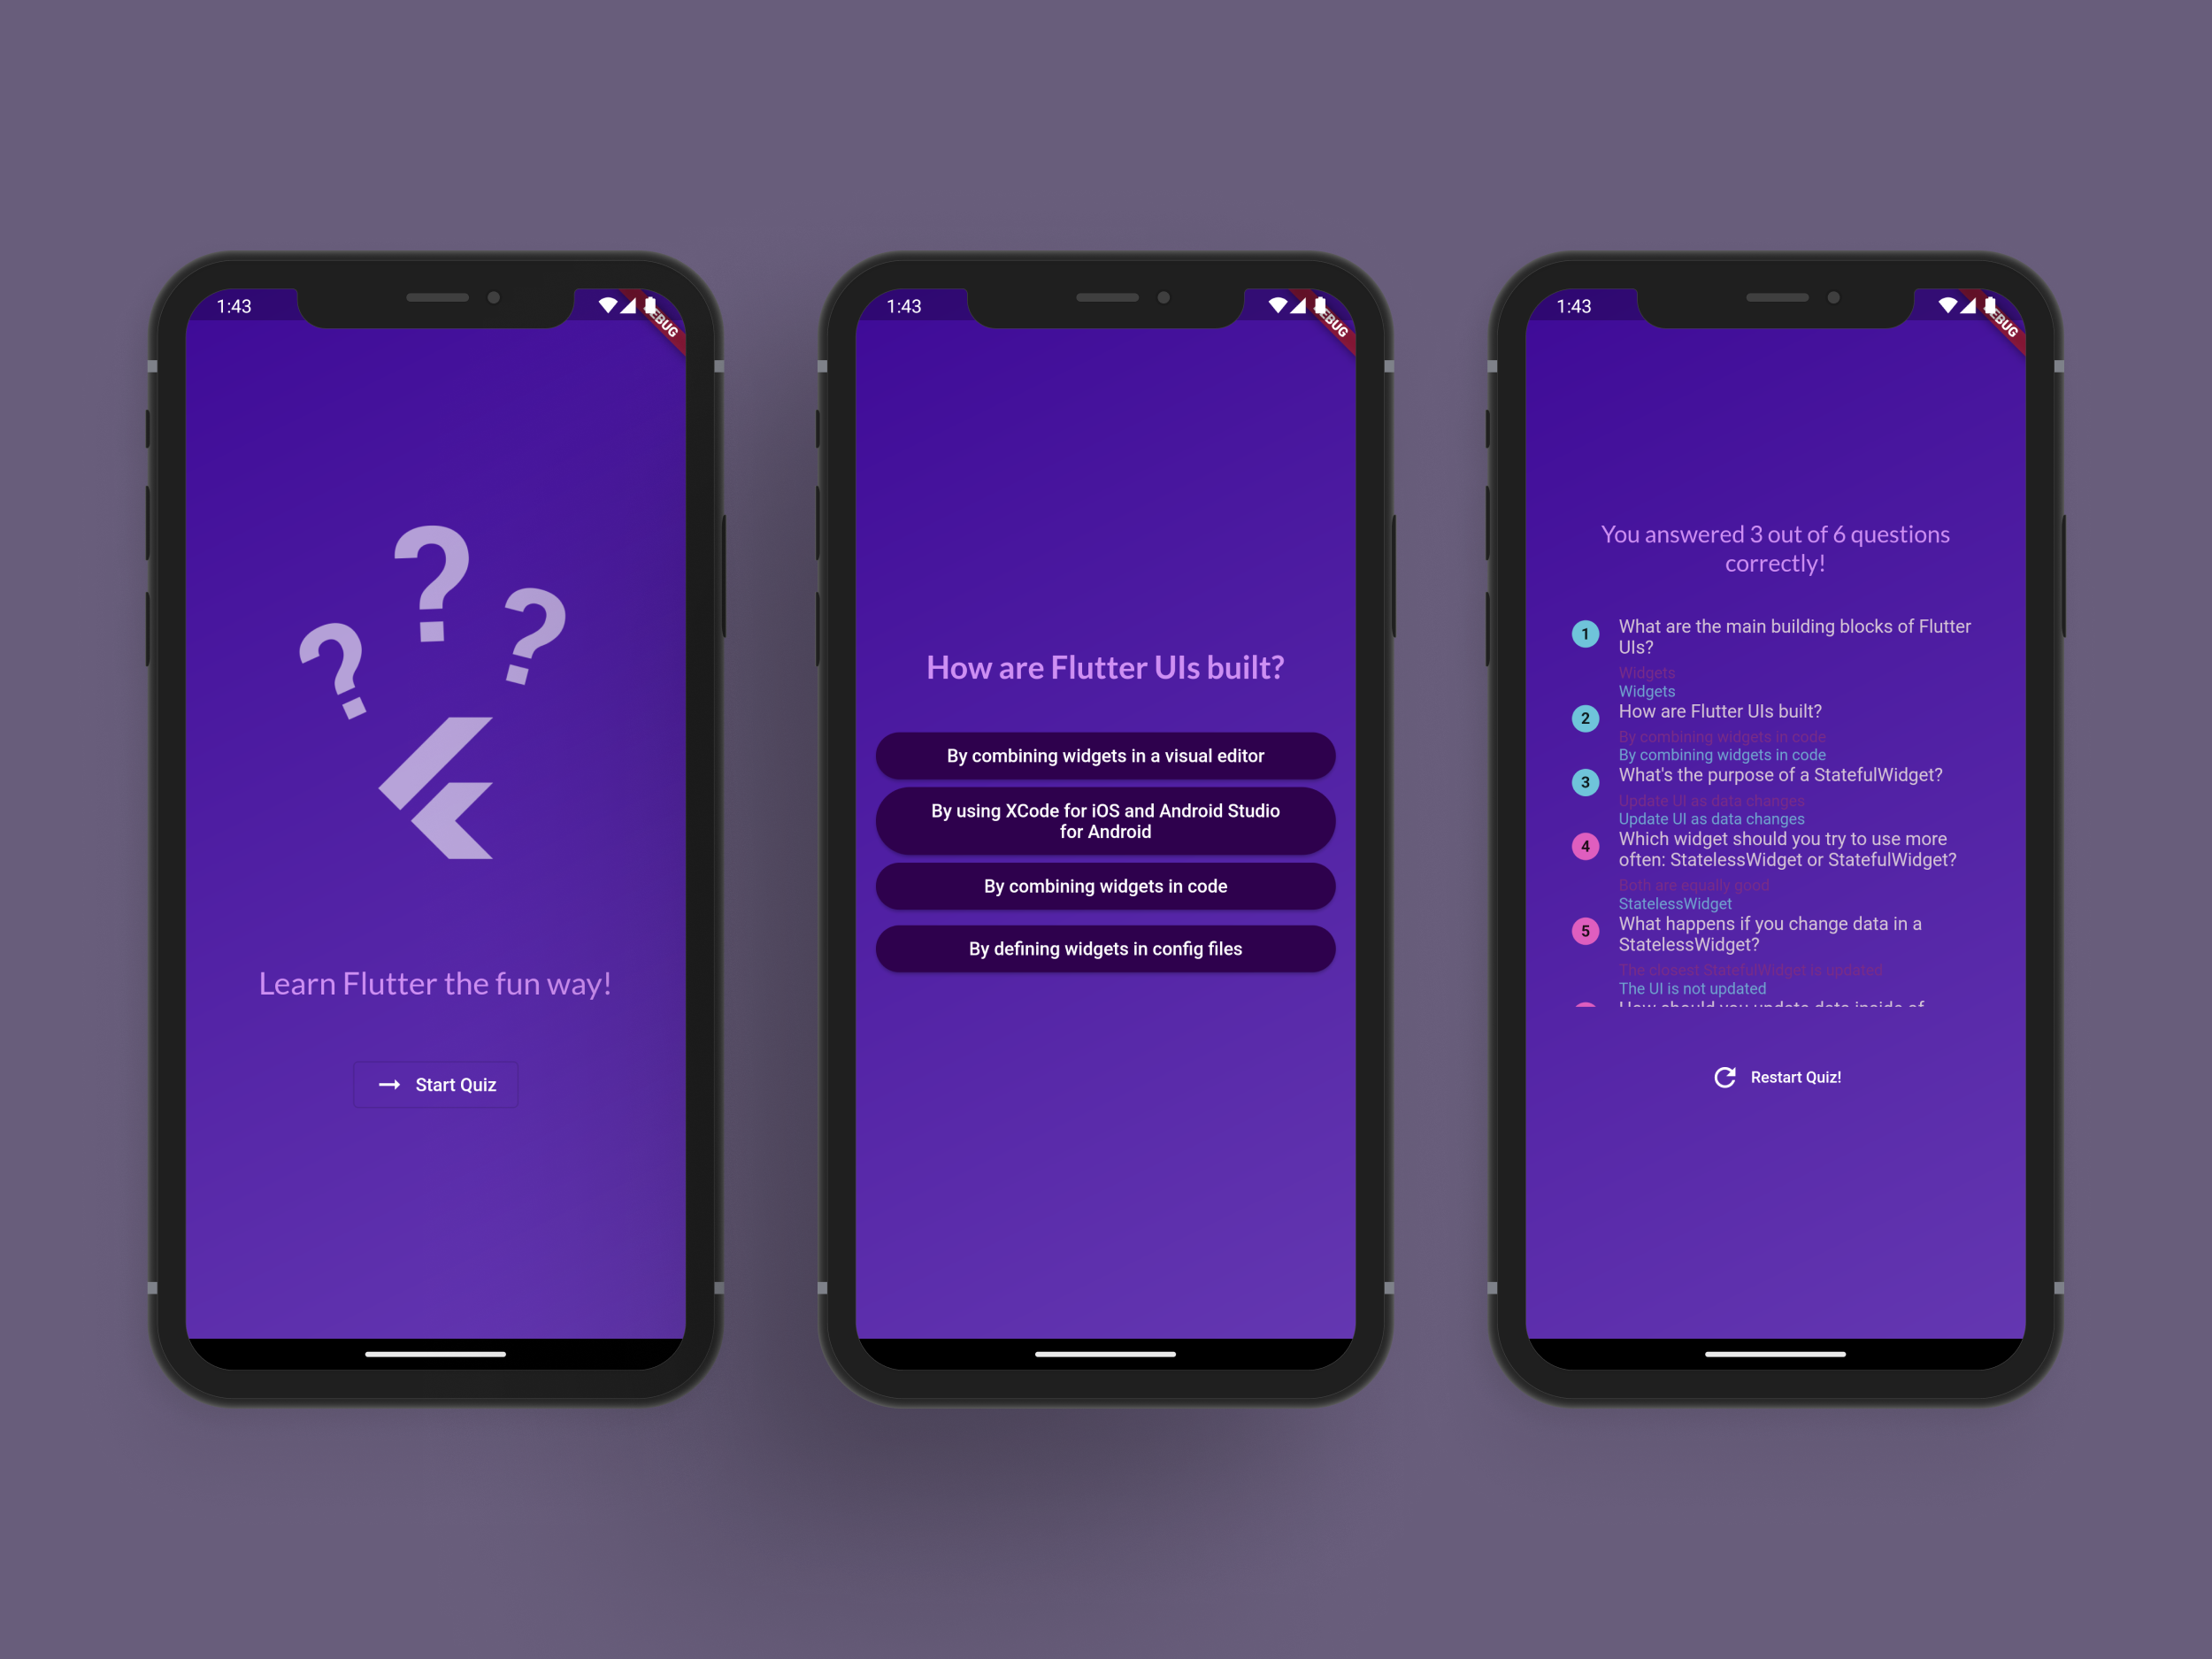 1:43
EBUG
? ? ?
Learn Flutter the fun way!
Start Quiz
1:43
EBUG
How are Flutter UIs built?
By combining widgets in a visual editor
By using XCode for iOS and Android Studio
for Android
By combining widgets in code
By defining widgets in config files
1:43
EBUG
You answered 3 out of 6 questions
correctly!
1 What are the main building blocks of Flutter
UIs?
Widgets
Widgets
2 How are Flutter UIs built?
By combining widgets in code
By combining widgets in code
3 What's the purpose of a StatefulWidget?
Update UI as data changes
Update UI as data changes
4 Which widget should you try to use more
often: StatelessWidget or StatefulWidget?
Both are equally good
StatelessWidget
5 What happens if you change data in a
StatelessWidget?
The closest StatefulWidget is updated
The UI is not updated
How should you update data inside of
Restart Quiz!